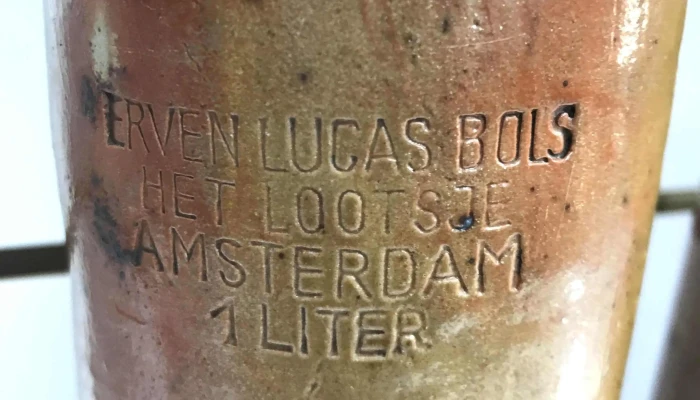 ERVEN LUCAS BOLS
HET LOOTSJE
AMSTERDAM
1 LITER